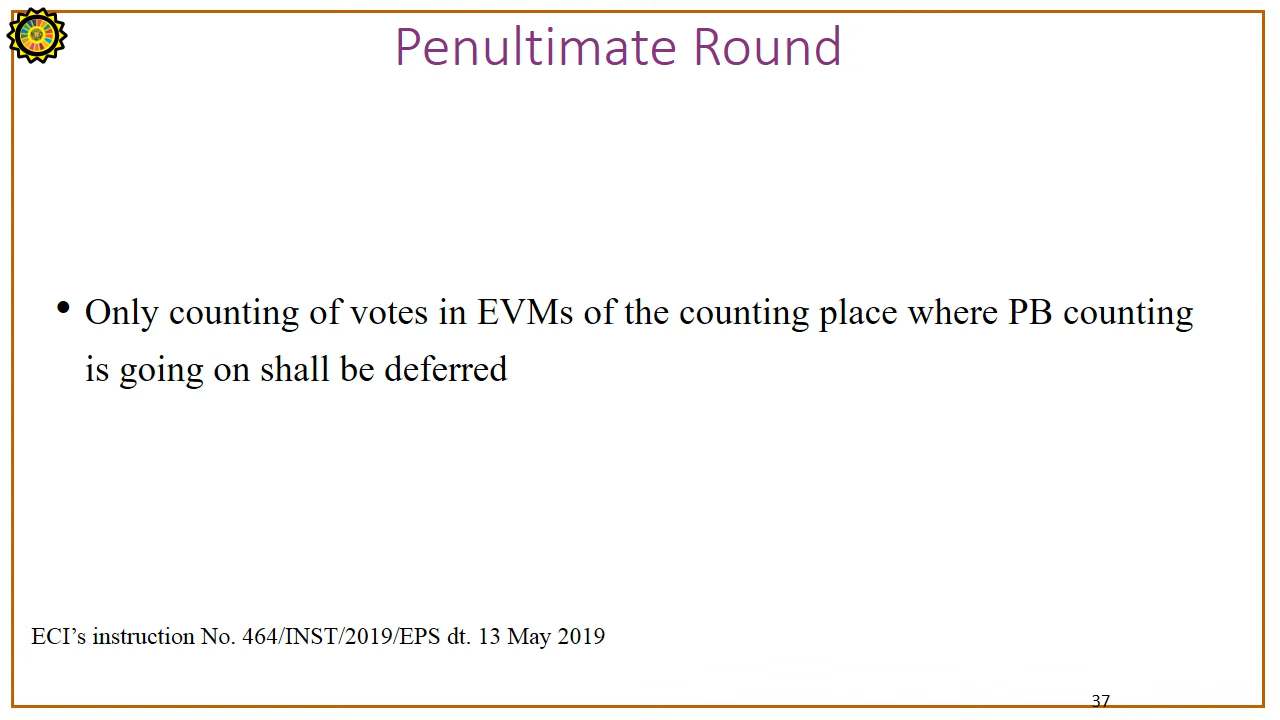 Penultimate Round
• Only counting of votes in EVMs of the counting place where PB counting
is going on shall be deferred
ECI’s instruction No. 464/INST/2019/EPS dt. 13 May 2019
37